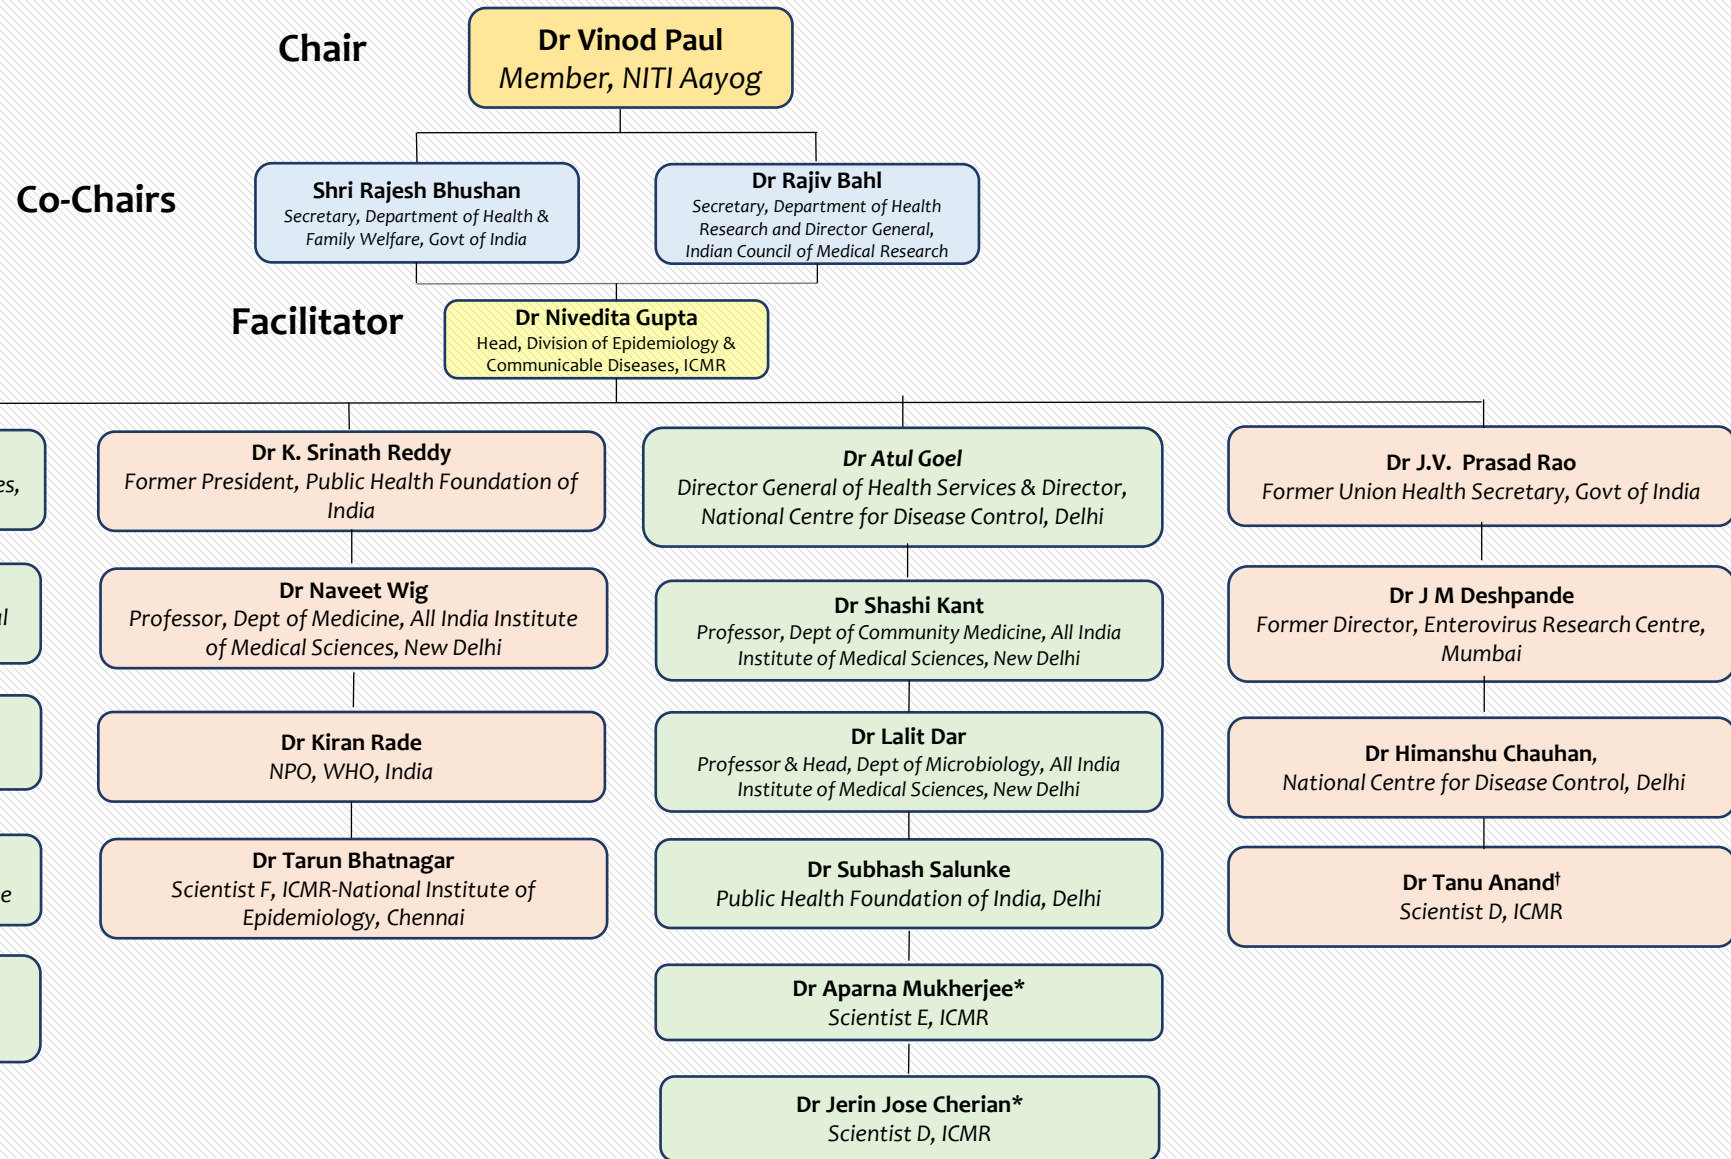 Chair
Dr Vinod Paul
Member, NITI Aayog
Co-Chairs
Shri Rajesh Bhushan
Secretary, Department of Health &
Family Welfare, Govt of India
Dr Rajiv Bahl
Secretary, Department of Health
Research and Director General,
Indian Council of Medical Research
Facilitator
Dr Nivedita Gupta
Head, Division of Epidemiology &
Communicable Diseases, ICMR
es,
al
e
Dr K. Srinath Reddy
Former President, Public Health Foundation of
India
Dr Naveet Wig
Professor, Dept of Medicine, All India Institute
of Medical Sciences, New Delhi
Dr Kiran Rade
NPO, WHO, India
Dr Tarun Bhatnagar
Scientist F, ICMR-National Institute of
Epidemiology, Chennai
Dr Atul Goel
Director General of Health Services & Director,
National Centre for Disease Control, Delhi
Dr Shashi Kant
Professor, Dept of Community Medicine, All India
Institute of Medical Sciences, New Delhi
Dr Lalit Dar
Professor & Head, Dept of Microbiology, All India
Institute of Medical Sciences, New Delhi
Dr Subhash Salunke
Public Health Foundation of India, Delhi
Dr Aparna Mukherjee*
Scientist E, ICMR
Dr Jerin Jose Cherian*
Scientist D, ICMR
Dr J.V. Prasad Rao
Former Union Health Secretary, Govt of India
Dr J M Deshpande
Former Director, Enterovirus Research Centre,
Mumbai
Dr Himanshu Chauhan,
National Centre for Disease Control, Delhi
Dr Tanu Anand†
Scientist D, ICMR